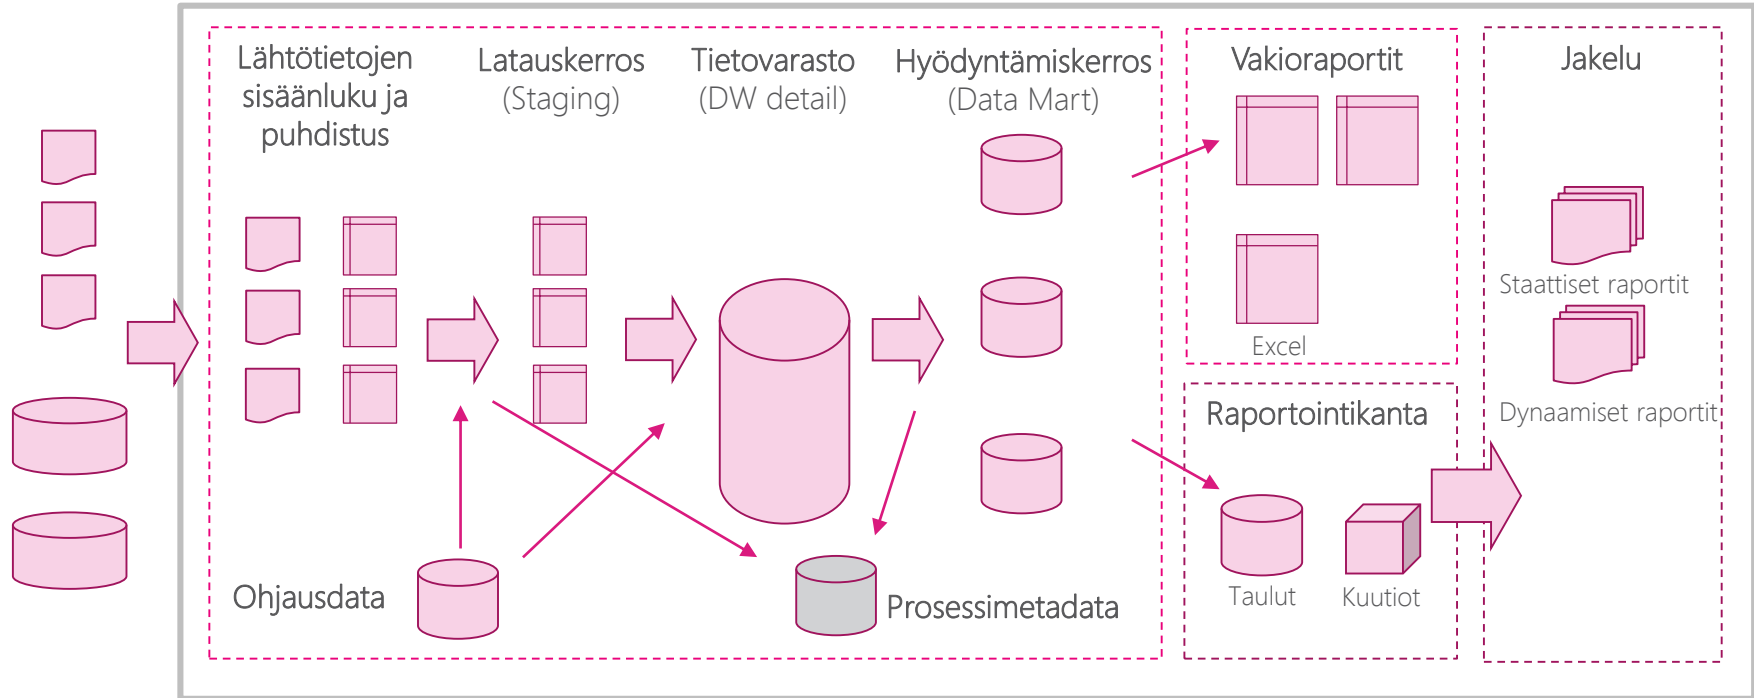 Lähtötietojen
sisäänluku ja
puhdistus
Latauskerros
(Staging)
Tietovarasto
(DW detail)
Hyödyntämiskerros
(Data Mart)
Vakioraportit
Excel
Raportointikanta
Taulut
Kuutiot
Jakelu
Staattiset raportit
Dynaamiset raportit
Ohjausdata
Prosessimetadata